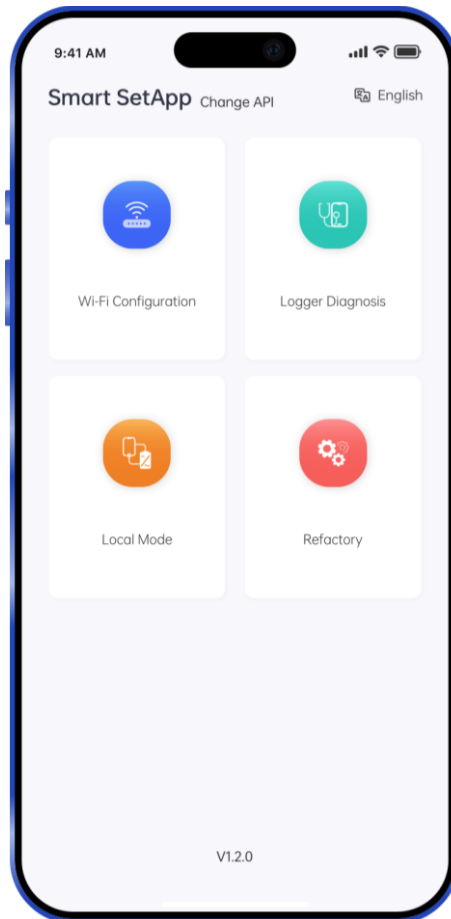 9:41 AM
Smart SetApp Change API English
Wi-Fi Configuration Logger Diagnosis
Local Mode Refactory
V1.2.0